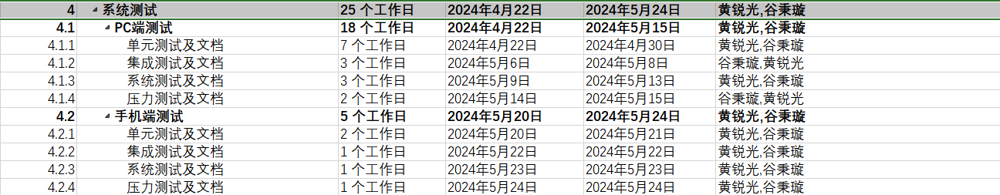 4 系统测试 25 个工作日 2024年4月22日 2024年5月24日 黄锐光,谷秉璇
4.1 PC端测试 18 个工作日 2024年4月22日 2024年5月15日 黄锐光,谷秉璇
4.1.1 单元测试及文档 7 个工作日 2024年4月22日 2024年4月30日 黄锐光,谷秉璇
4.1.2 集成测试及文档 3 个工作日 2024年5月6日 2024年5月8日 谷秉璇,黄锐光
4.1.3 系统测试及文档 3 个工作日 2024年5月9日 2024年5月13日 黄锐光,谷秉璇
4.1.4 压力测试及文档 2 个工作日 2024年5月14日 2024年5月15日 谷秉璇,黄锐光
4.2 手机端测试 5 个工作日 2024年5月20日 2024年5月24日 黄锐光,谷秉璇
4.2.1 单元测试及文档 2 个工作日 2024年5月20日 2024年5月21日 黄锐光,谷秉璇
4.2.2 集成测试及文档 1 个工作日 2024年5月22日 2024年5月22日 黄锐光,谷秉璇
4.2.3 系统测试及文档 1 个工作日 2024年5月23日 2024年5月23日 黄锐光,谷秉璇
4.2.4 压力测试及文档 1 个工作日 2024年5月24日 2024年5月24日 黄锐光,谷秉璇